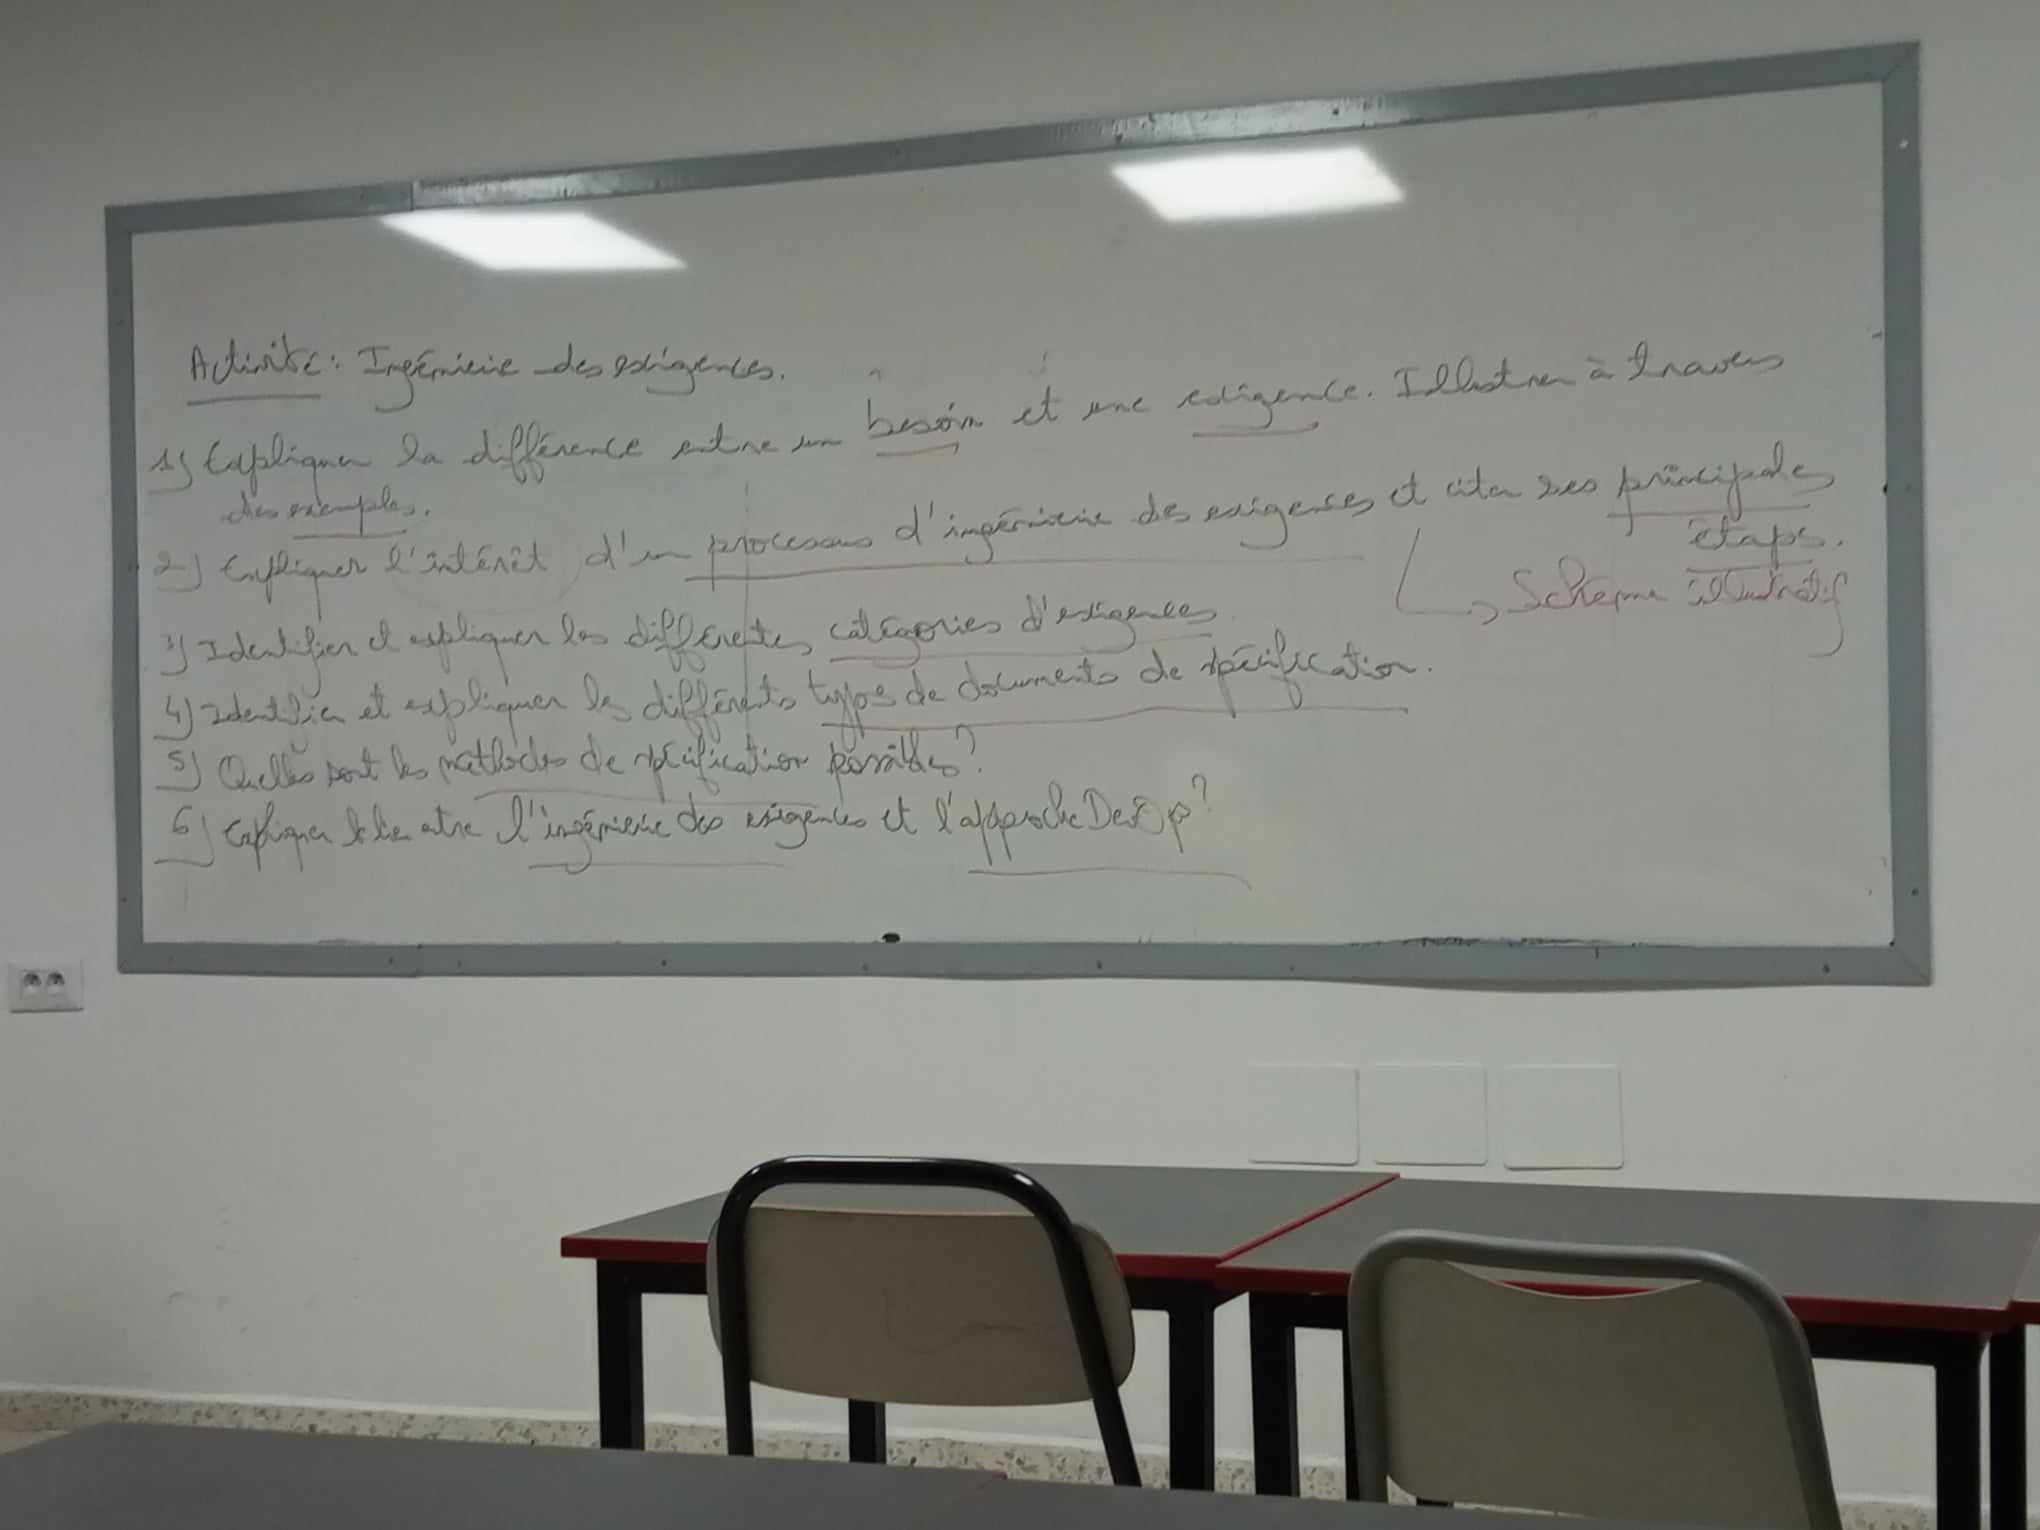 Activité : Ingénierie des exigences.
1) Expliquer la différence entre un besoin et une exigence. Illustrer à travers
des exemples.
2) Expliquer l'intérêt d'un processus d'ingénierie des exigences et citer ses principales
étapes.
↳ Schéma illustratif
3) Identifier et expliquer les différentes catégories d'exigences.
4) Identifier et expliquer les différents types de documents de spécification.
5) Quelles sont les méthodes de spécification possibles ?
6) Expliquer le lien entre l'ingénierie des exigences et l'approche DevOps ?